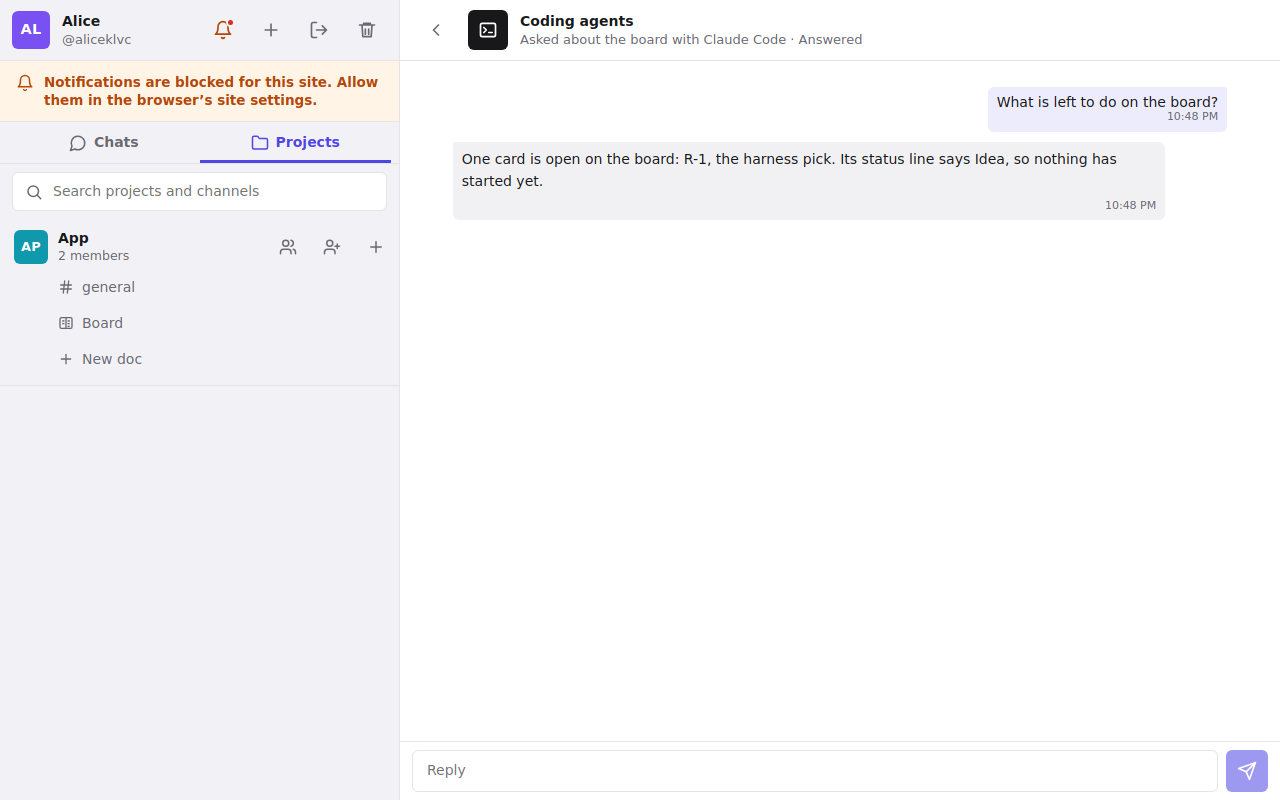 AL
Alice
@aliceklvc
Notifications are blocked for this site. Allow
them in the browser’s site settings.
Chats
Projects
Search projects and channels
AP
App
2 members
general
Board
New doc
Coding agents
Asked about the board with Claude Code · Answered
What is left to do on the board?
10:48 PM
One card is open on the board: R-1, the harness pick. Its status line says Idea, so nothing has
started yet.
10:48 PM
Reply